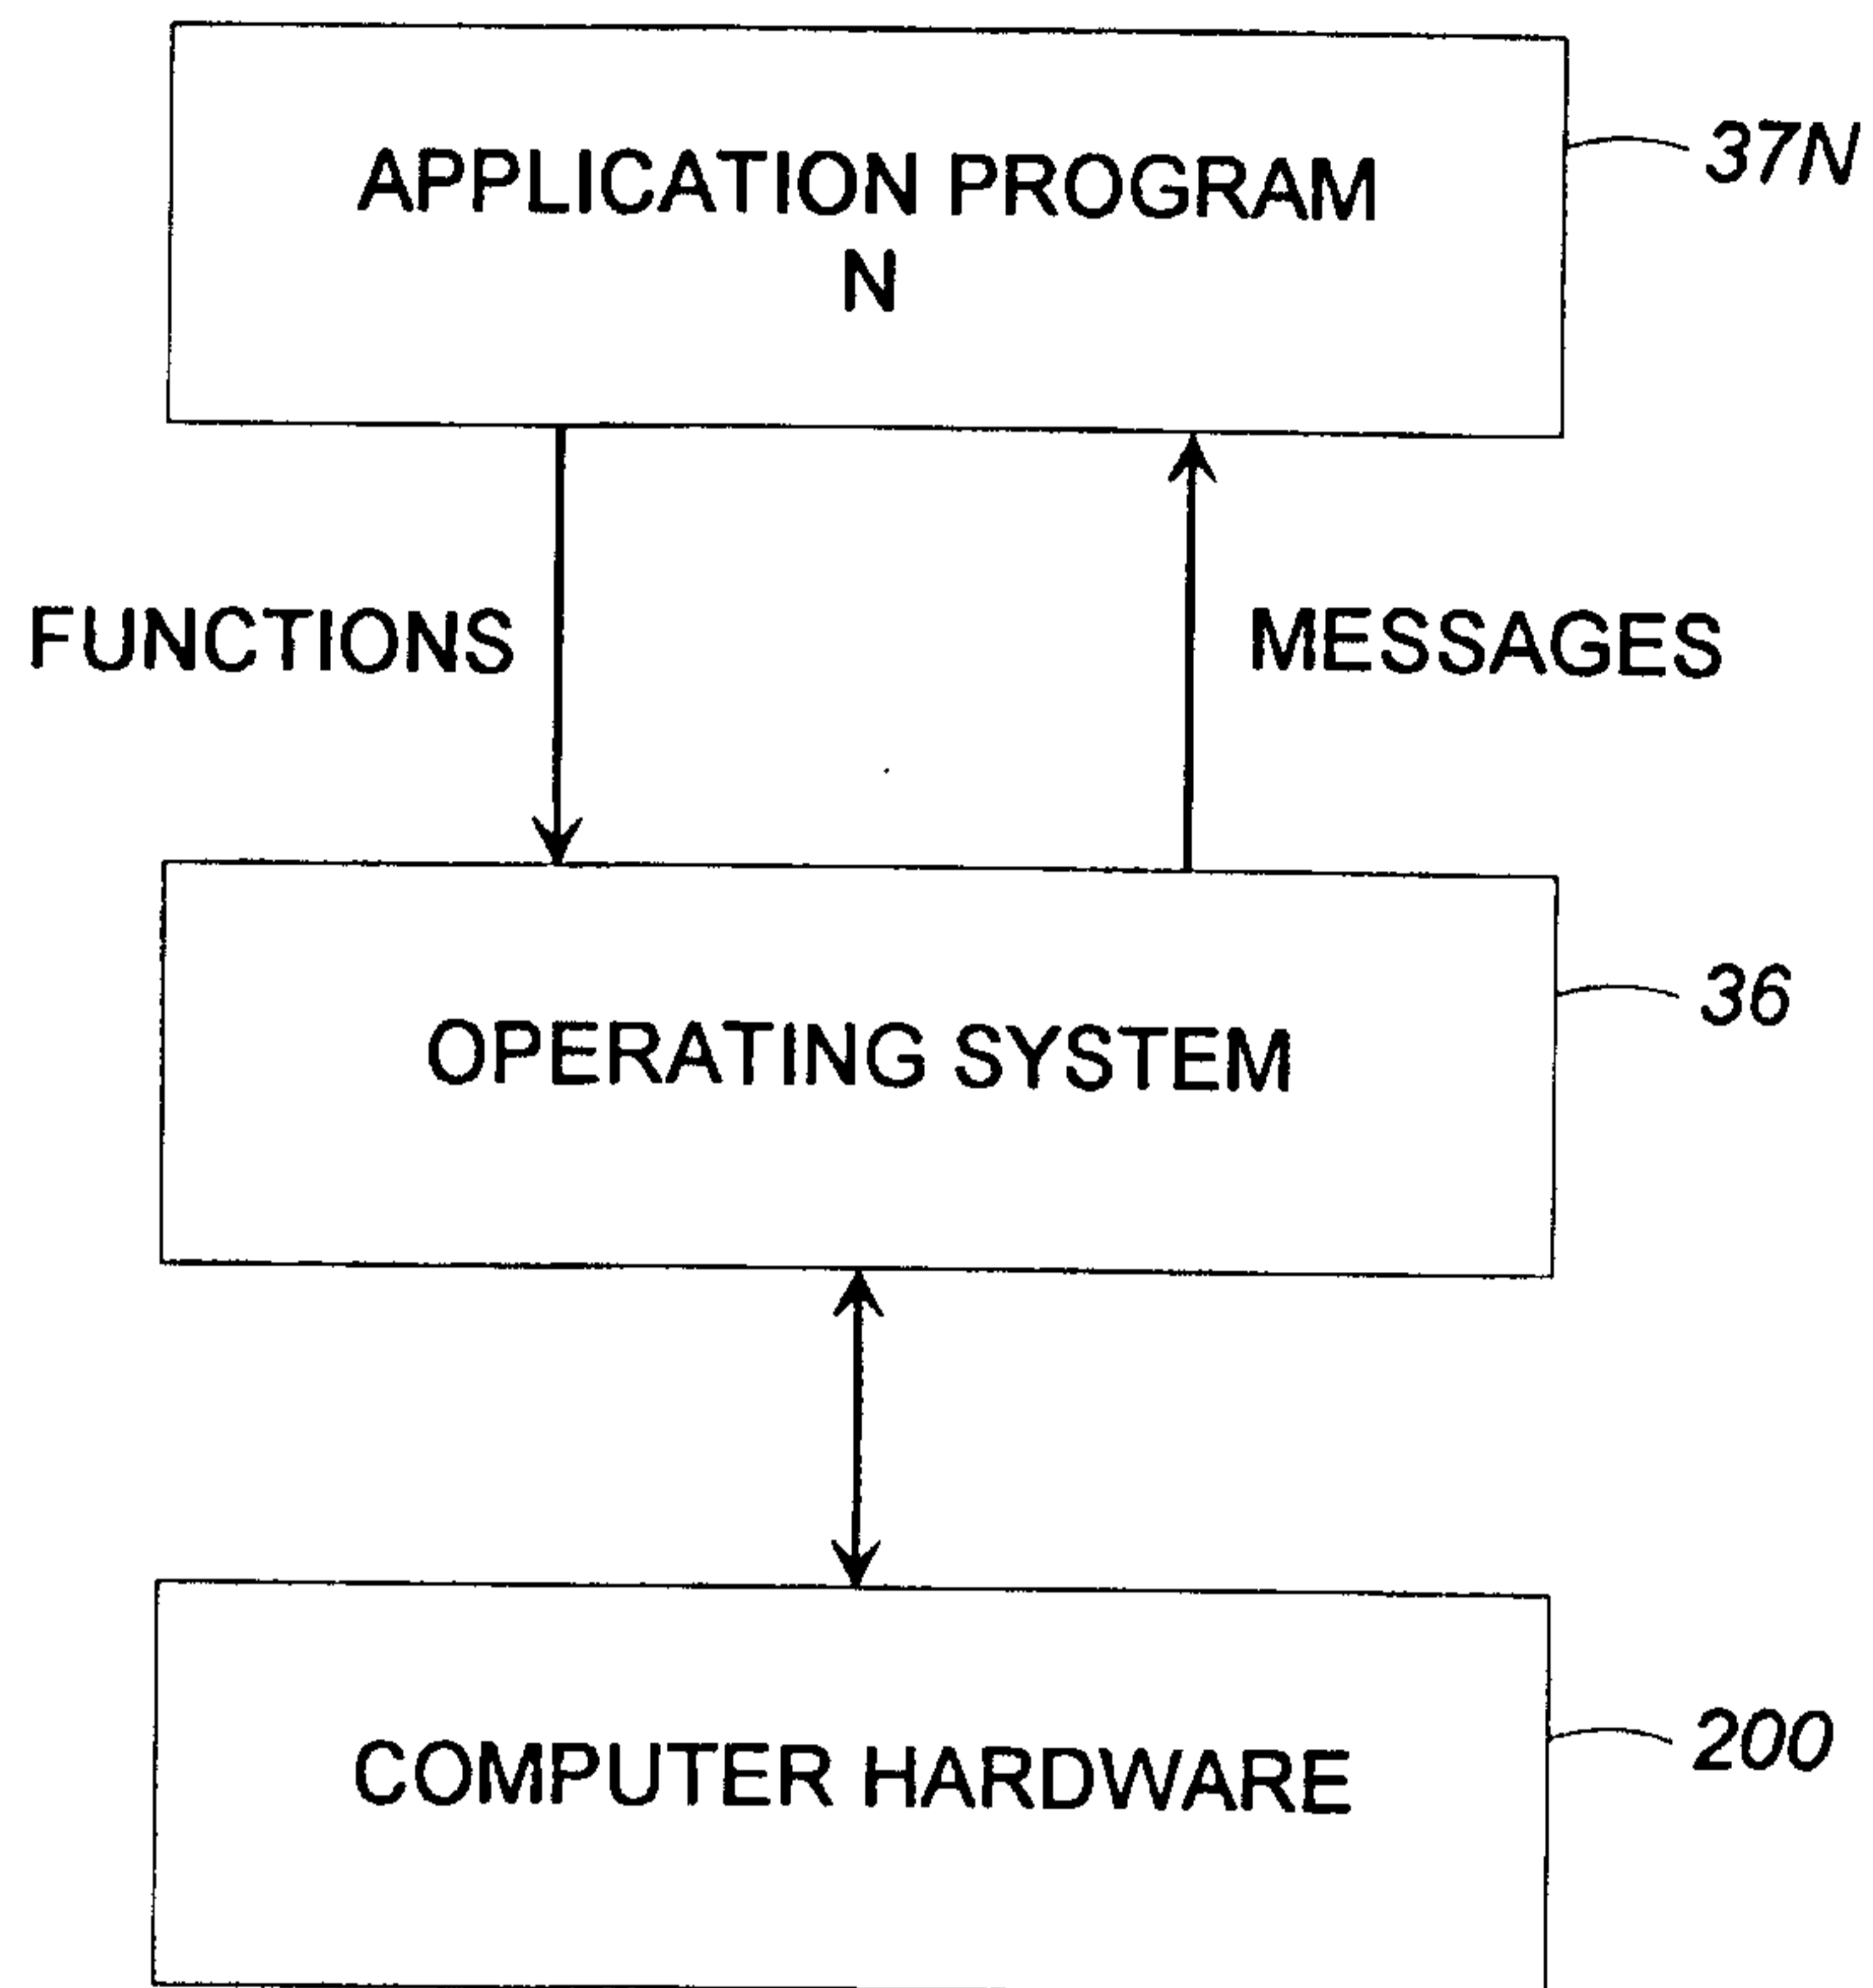 APPLICATION PROGRAM
N
37N
FUNCTIONS
MESSAGES
OPERATING SYSTEM
36
COMPUTER HARDWARE
200